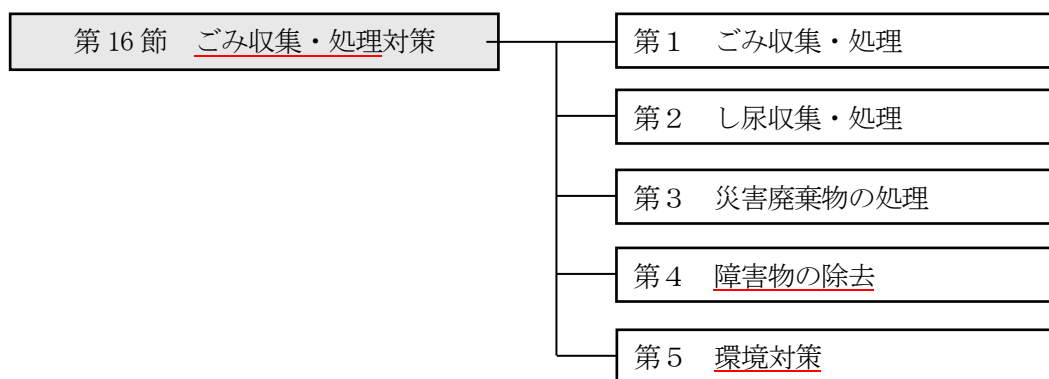 第16節　ごみ収集・処理対策
第１　ごみ収集・処理
第２　し尿収集・処理
第３　災害廃棄物の処理
第４　障害物の除去
第５　環境対策